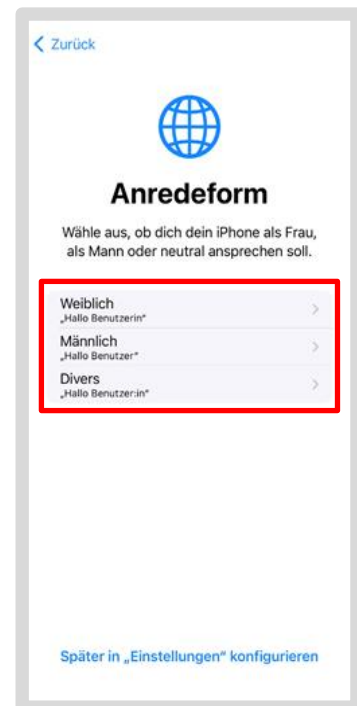 Zurück
Anredeform
Wähle aus, ob dich dein iPhone als Frau,
als Mann oder neutral ansprechen soll.
Weiblich
„Hallo Benutzerin“
Männlich
„Hallo Benutzer“
Divers
„Hallo Benutzer:in“
Später in „Einstellungen“ konfigurieren